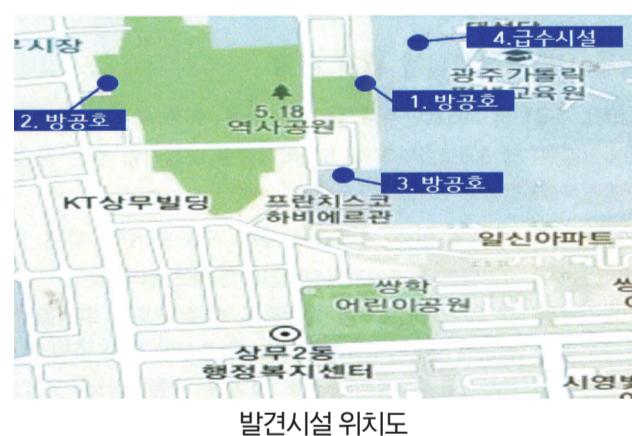 4.급수시설
광주가톨릭
1. 방공호
교육원
2. 방공호
5.18
역사공원
3. 방공호
KT상무빌딩
프란치스코
하비에르관
일신아파트
쌍학
어린이공원
상무2동
행정복지센터
발견시설 위치도